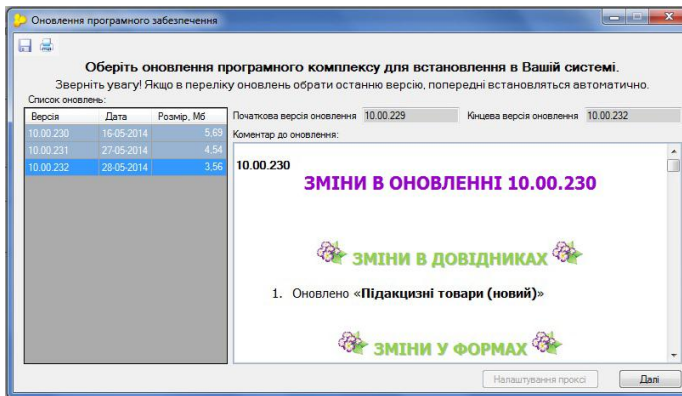 Оновлення програмного забезпечення
Оберіть оновлення програмного комплексу для встановлення в Вашій системі.
Зверніть увагу! Якщо в переліку оновлень обрати останню версію, попередні встановляться автоматично.
Список оновлень:
Версія Дата Розмір, Мб
10.00.230 16-05-2014 5,69
10.00.231 27-05-2014 4,54
10.00.232 28-05-2014 3,56
Початкова версія оновлення 10.00.229 Кінцева версія оновлення 10.00.232
Коментар до оновлення:
10.00.230
ЗМІНИ В ОНОВЛЕННІ 10.00.230
ЗМІНИ В ДОВІДНИКАХ
1. Оновлено «Підакцизні товари (новий)»
ЗМІНИ У ФОРМАХ
Налаштування проксі Далі